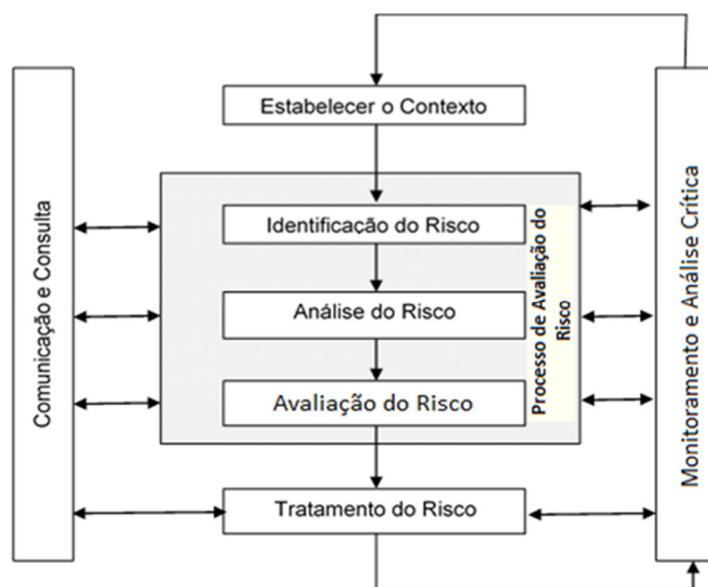 Estabelecer o Contexto
Comunicação e Consulta
Identificação do Risco
Análise do Risco
Avaliação do Risco
Processo de Avaliação do
Risco
Monitoramento e Análise Crítica
Tratamento do Risco